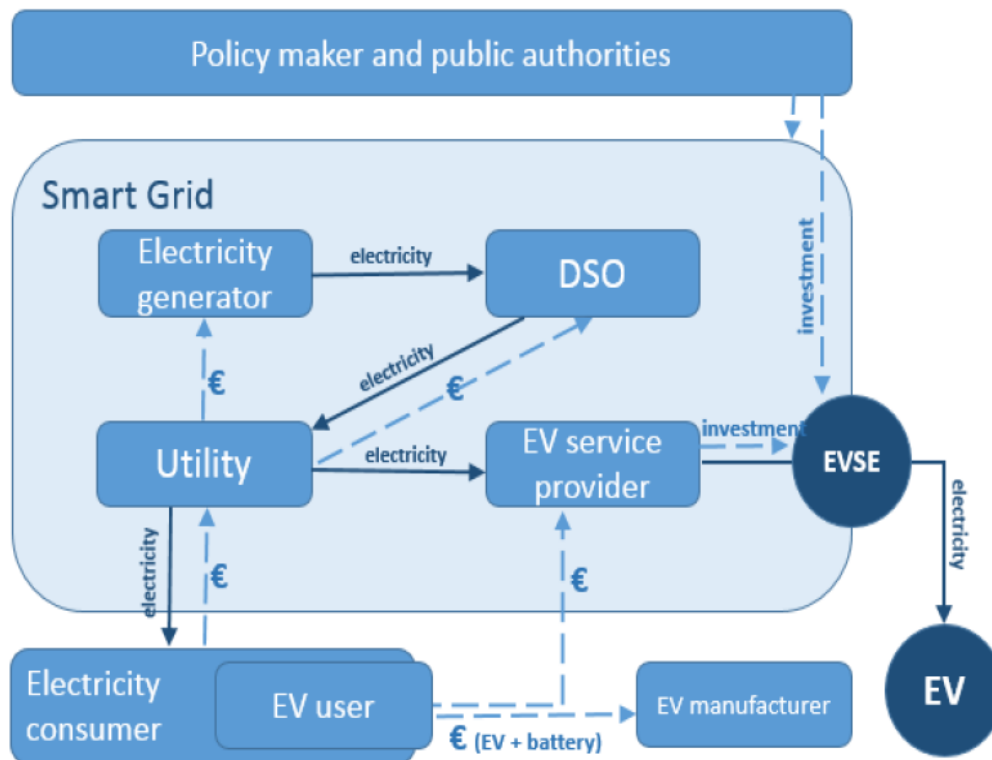 Policy maker and public authorities
Smart Grid
investment
Electricity
generator
electricity
DSO
electricity
€
€
Utility
electricity
EV service
provider
investment
EVSE
electricity
electricity
€
€
Electricity
consumer
EV user
EV manufacturer
€ (EV + battery)
EV